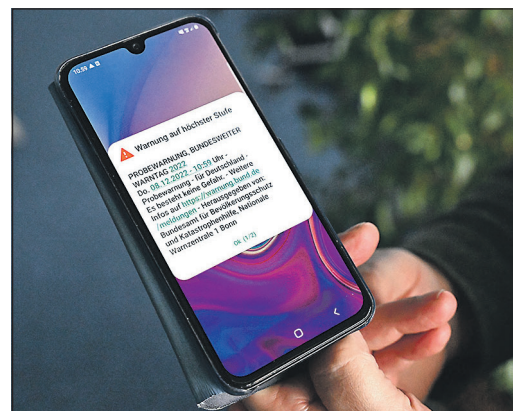 10:59
Warnung auf höchster Stufe
PROBEWARNUNG, BUNDESWEITER
WARNTAG 2022
Do. 08.12.2022 - 10:59 Uhr -
Probewarnung - für Deutschland -
Es besteht keine Gefahr. - Weitere
Infos auf https://warnung.bund.de
/meldungen - Herausgegeben von:
Bundesamt für Bevölkerungsschutz
und Katastrophenhilfe, Nationale
Warnzentrale 1 Bonn
Ok (1/2)